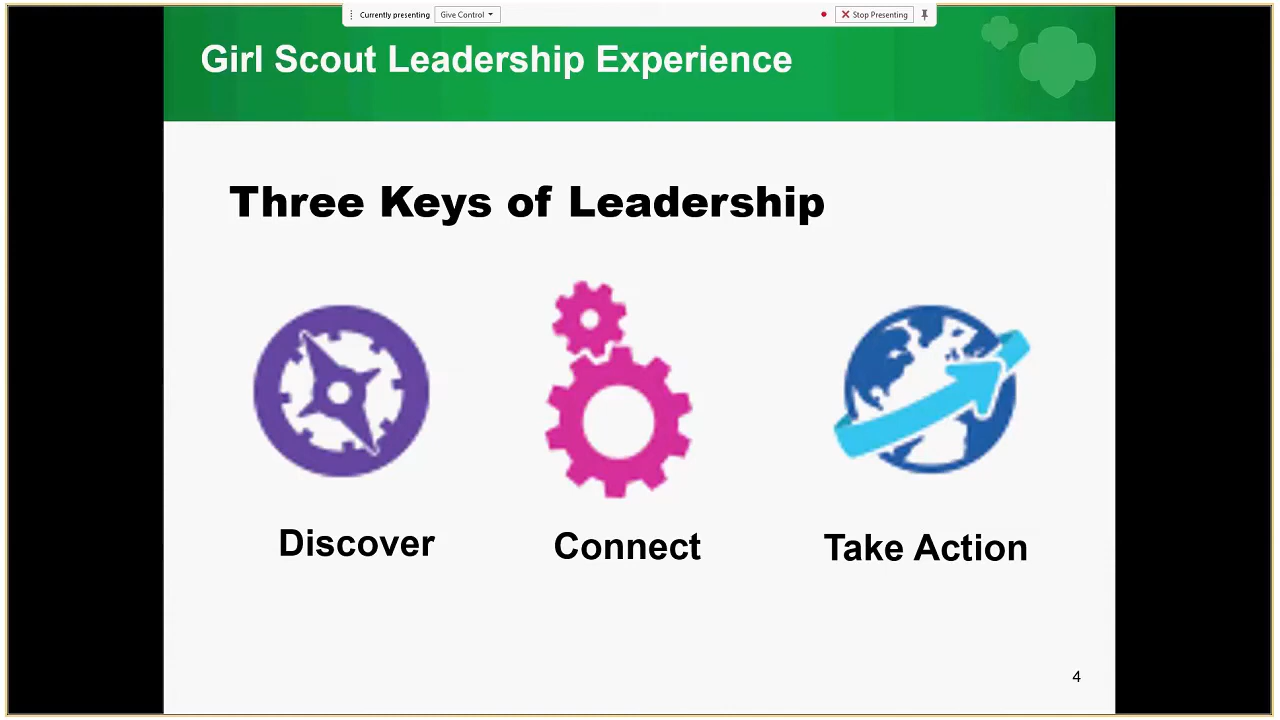 Currently presenting Give Control Stop Presenting
Girl Scout Leadership Experience
Three Keys of Leadership
Discover Connect Take Action
4